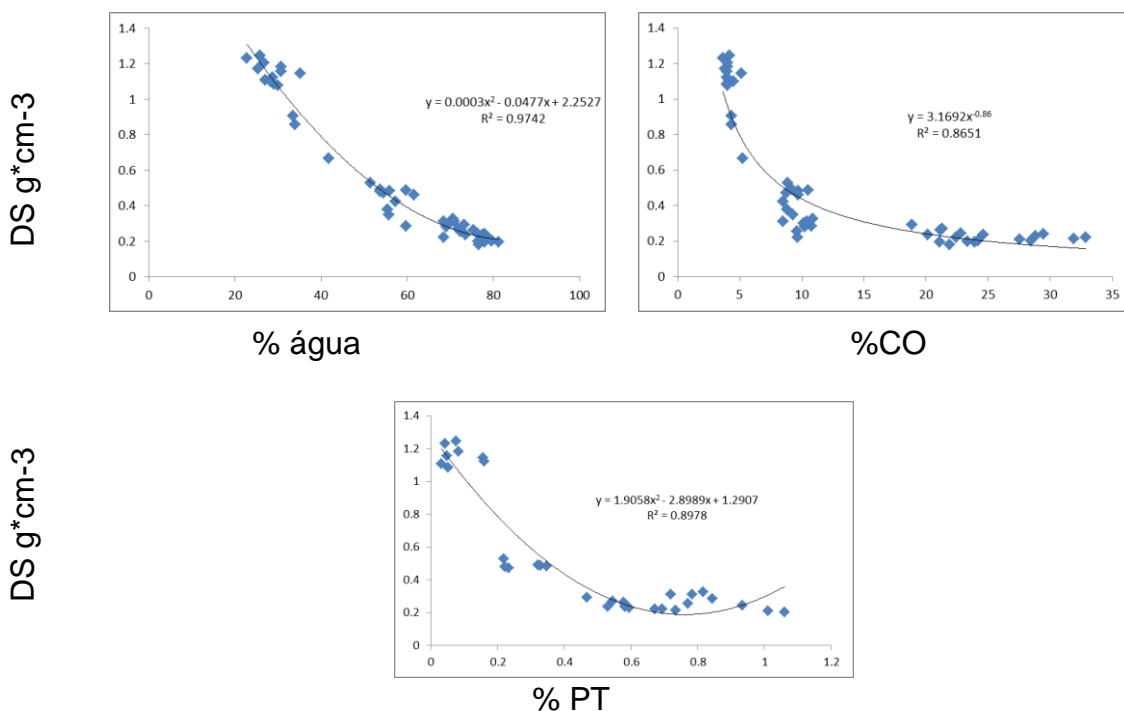 DS g*cm-3
1.4
1.2
1
0.8
0.6
0.4
0.2
0
0 20 40 60 80 100
y = 0.0003x² - 0.0477x + 2.2527
R² = 0.9742
% água
1.4
1.2
1
0.8
0.6
0.4
0.2
0
0 5 10 15 20 25 30 35
y = 3.1692x^-0.86
R² = 0.8651
%CO
DS g*cm-3
1.4
1.2
1
0.8
0.6
0.4
0.2
0
0 0.2 0.4 0.6 0.8 1 1.2
y = 1.9058x² - 2.8989x + 1.2907
R² = 0.8978
% PT